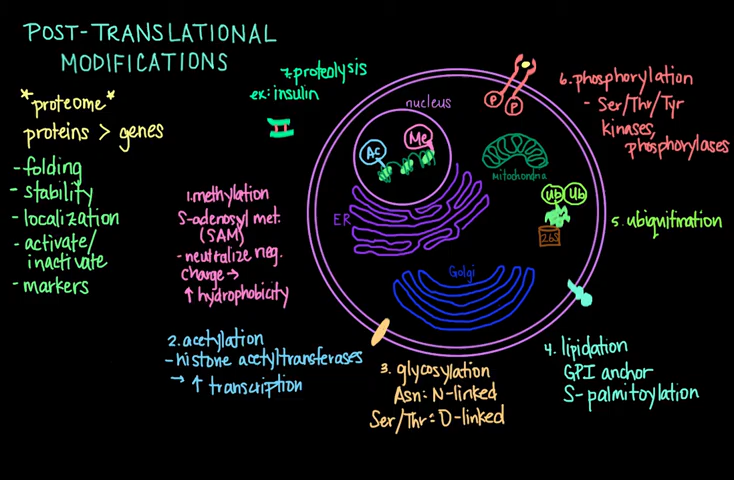 POST-TRANSLATIONAL
MODIFICATIONS
*proteome*
proteins > genes
-folding
-stability
-localization
-activate/
inactivate
-markers
7.proteolysis
ex: insulin
1.methylation
S-adenosyl met.
(SAM)
-neutralize neg.
charge →
↑ hydrophobicity
2.acetylation
-histone acetyltransferases
→ ↑ transcription
3. glycosylation
Asn: N-linked
Ser/Thr: O-linked
4. lipidation
GPI anchor
S-palmitoylation
5. ubiquitination
6. phosphorylation
- Ser/Thr/Tyr
kinases,
phosphorylases
nucleus
Ac
Me
ER
Golgi
Mitochondria
Ub Ub
26S
P
P